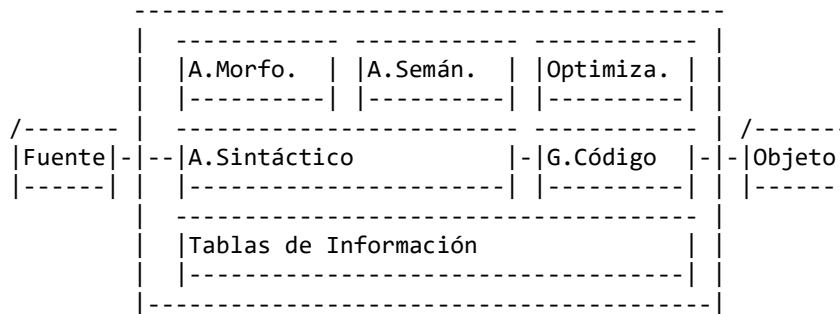 A.Morfo. A.Semán. Optimiza.
Fuente A.Sintáctico G.Código Objeto
Tablas de Información